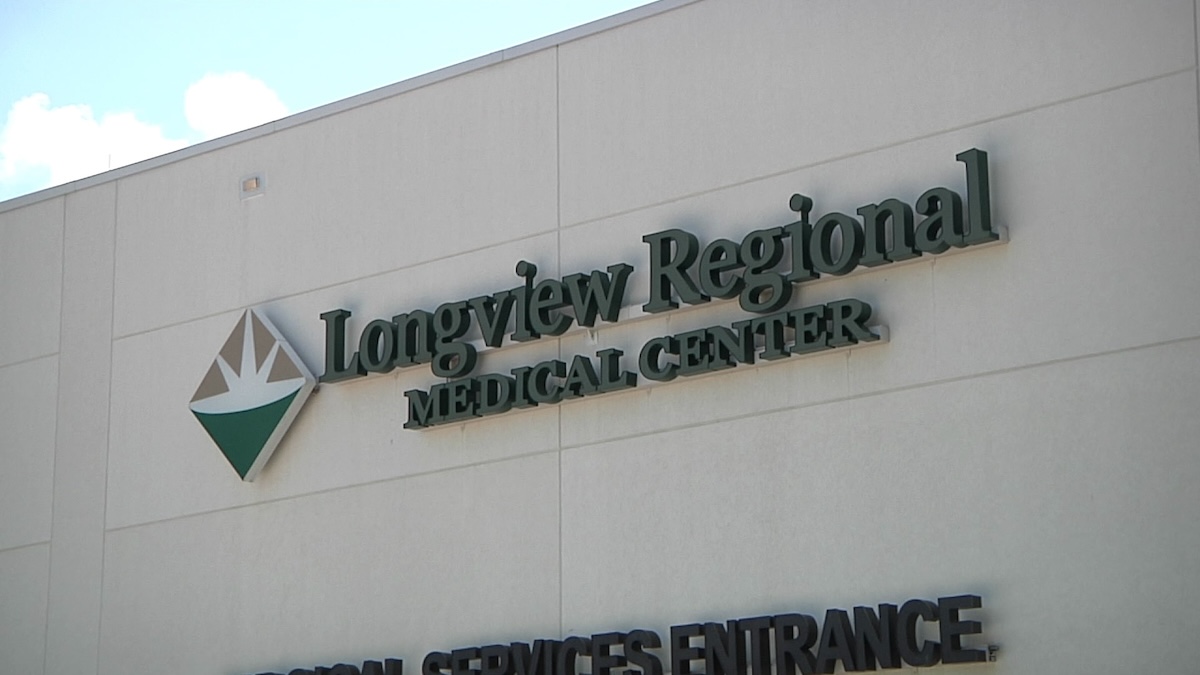 Longview Regional
MEDICAL CENTER
SERVICES ENTRANCE